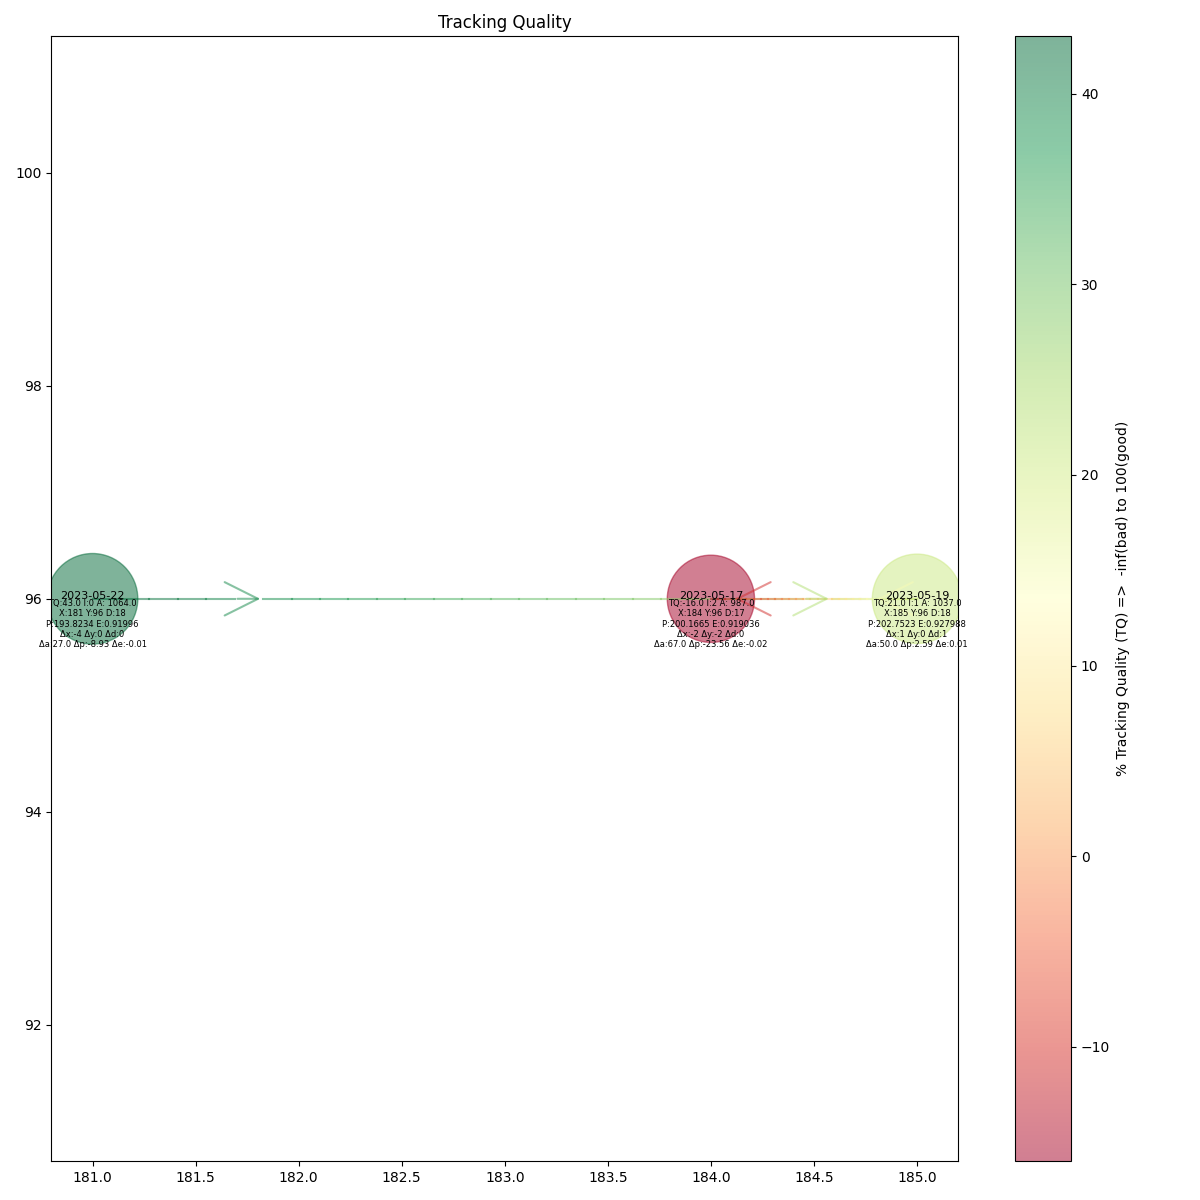 Tracking Quality
100
98
96
94
92
181.0
181.5
182.0
182.5
183.0
183.5
184.0
184.5
185.0
2023-05-22
TQ:43.0 I:0 A: 1064.0
X:181 Y:96 D:18
P:193.8234 E:0.91996
Δx:-4 Δy:0 Δd:0
Δa:27.0 Δp:-8.93 Δe:-0.01
2023-05-17
TQ:-16.0 I:2 A: 987.0
X:184 Y:96 D:17
P:200.1665 E:0.919036
Δx:-2 Δy:-2 Δd:0
Δa:67.0 Δp:-23.56 Δe:-0.02
2023-05-19
TQ:21.0 I:1 A: 1037.0
X:185 Y:96 D:18
P:202.7523 E:0.927988
Δx:1 Δy:0 Δd:1
Δa:50.0 Δp:2.59 Δe:0.01
40
30
20
10
0
−10
% Tracking Quality (TQ) => -inf(bad) to 100(good)